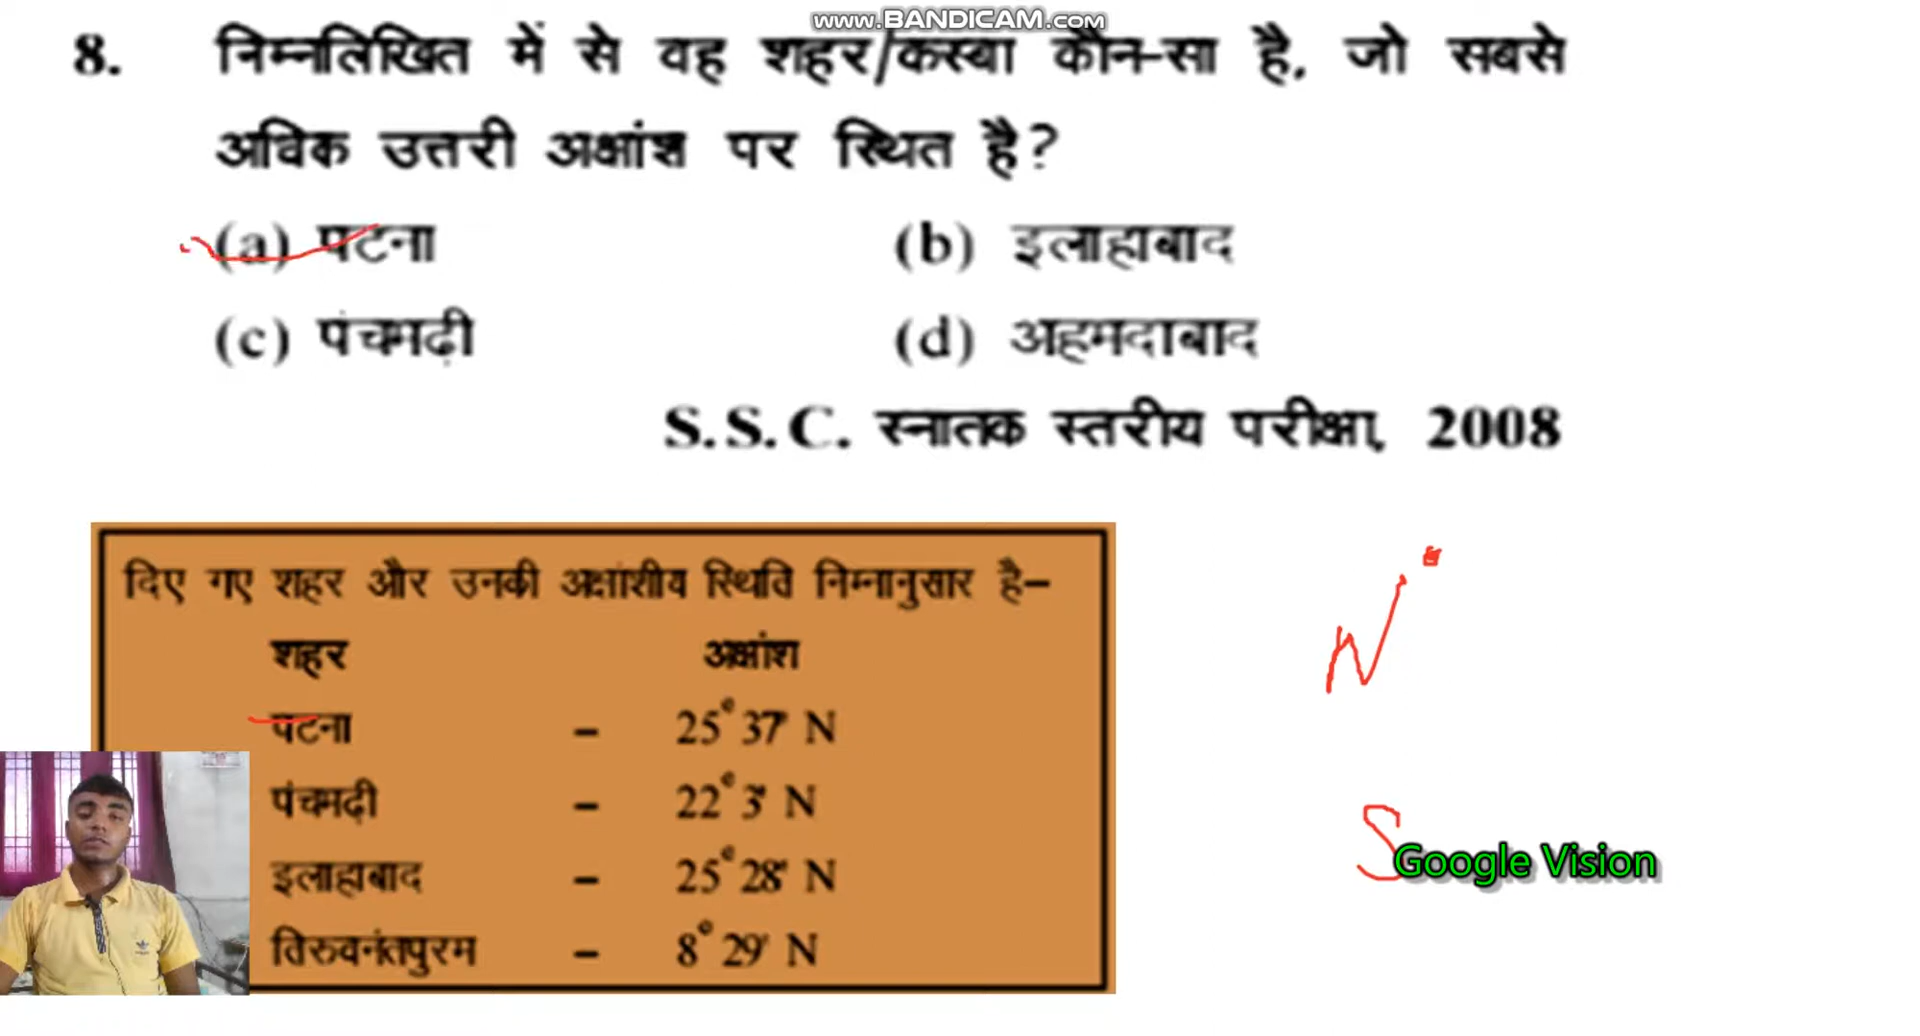 www.BANDICAM.com
8. निम्नलिखित में से वह शहर/कस्बा कौन-सा है, जो सबसे
अधिक उत्तरी अक्षांश पर स्थित है?
(a) पटना (b) इलाहाबाद
(c) पंचमढ़ी (d) अहमदाबाद
S.S.C. स्नातक स्तरीय परीक्षा, 2008
दिए गए शहर और उनकी अक्षांशीय स्थिति निम्नानुसार है–
शहर अक्षांश
पटना – 25° 37' N
पंचमढ़ी – 22° 3' N
इलाहाबाद – 25° 28' N
तिरुवनंतपुरम – 8° 29' N
N
S
Google Vision